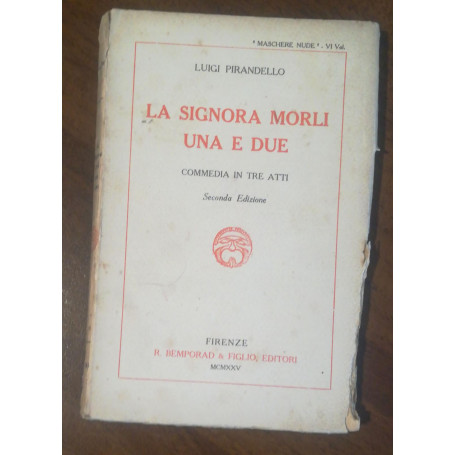 "MASCHERE NUDE" - VI Vol.
LUIGI PIRANDELLO
LA SIGNORA MORLI
UNA E DUE
COMMEDIA IN TRE ATTI
Seconda Edizione
FIRENZE
R. BEMPORAD & FIGLIO, EDITORI
MCMXXV